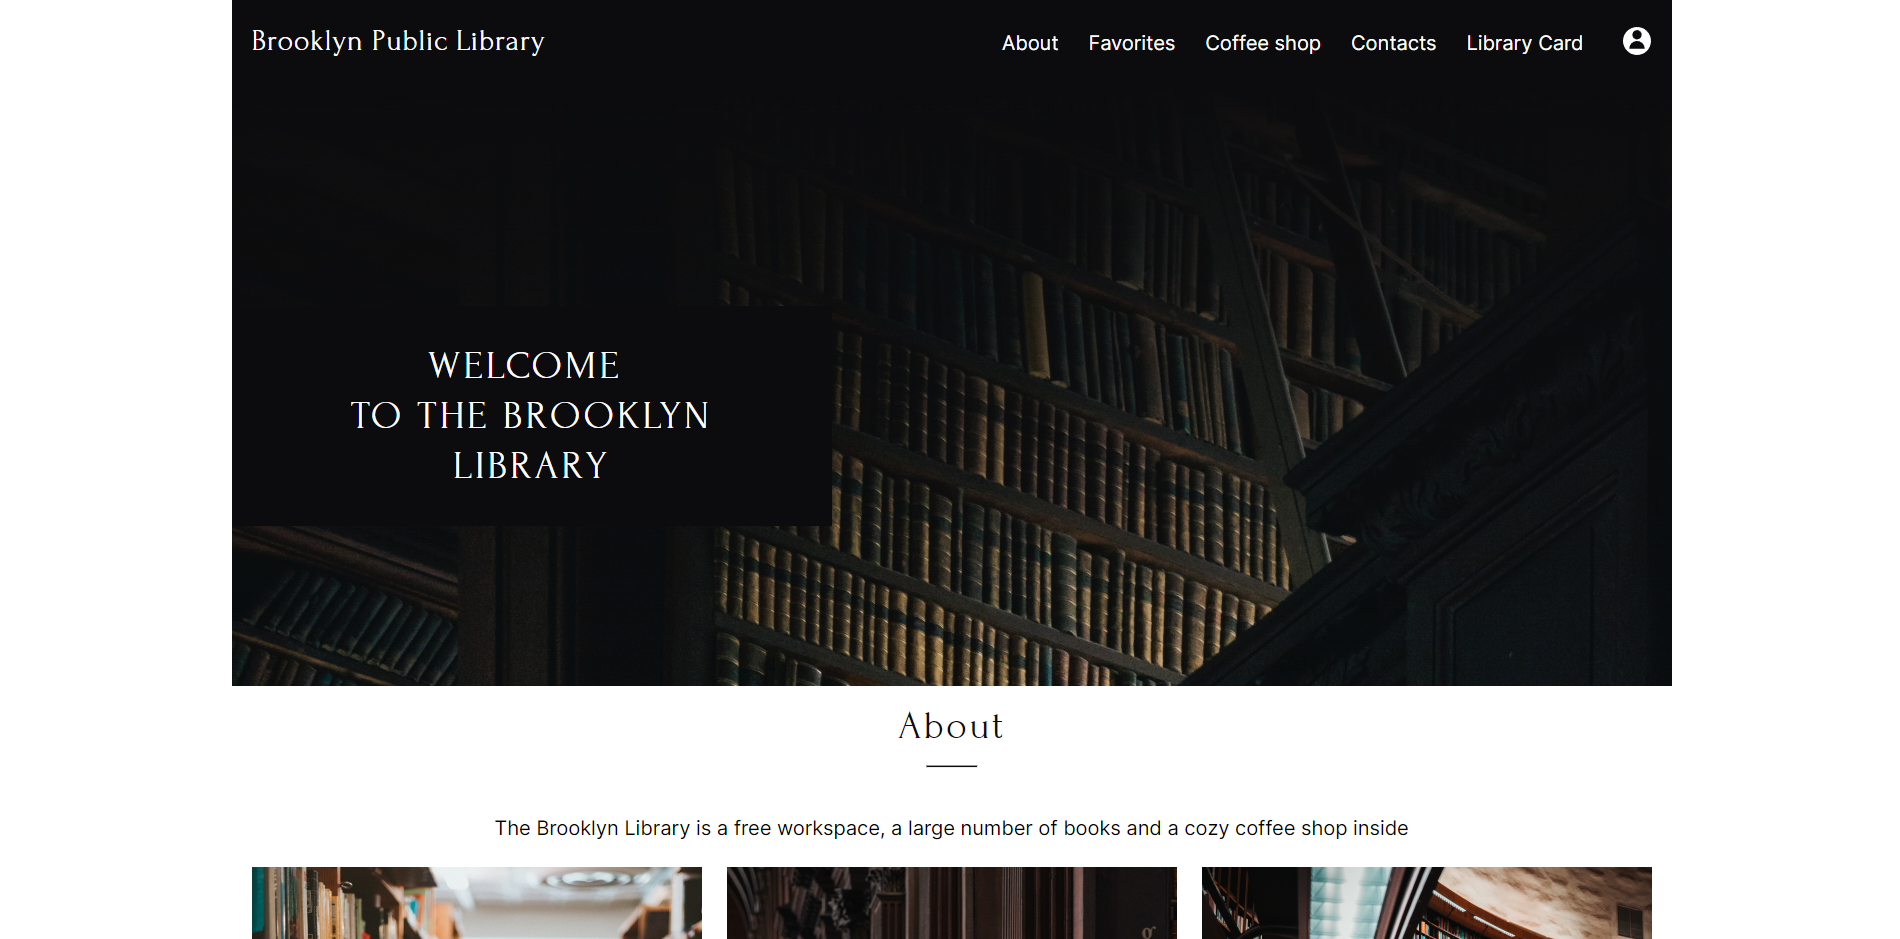 Brooklyn Public Library
About Favorites Coffee shop Contacts Library Card
WELCOME
TO THE BROOKLYN
LIBRARY
About
The Brooklyn Library is a free workspace, a large number of books and a cozy coffee shop inside